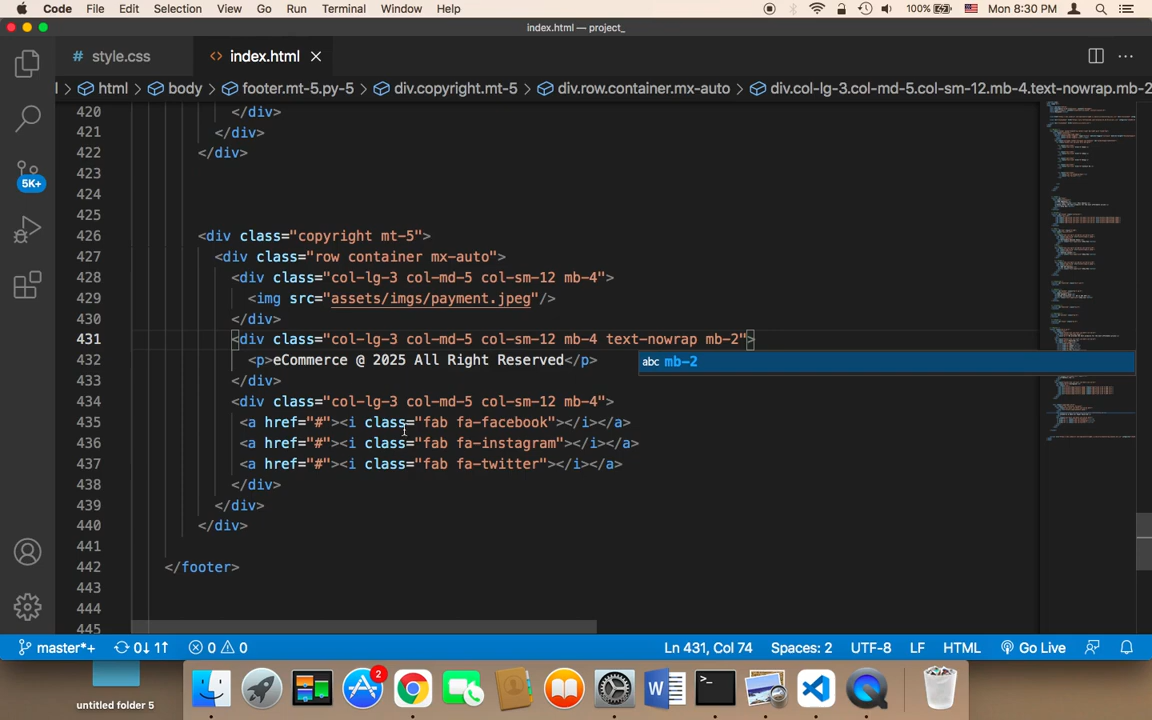 Code File Edit Selection View Go Run Terminal Window Help 100% Mon 8:30 PM
index.html — project_
# style.css <> index.html
html > body > footer.mt-5.py-5 > div.copyright.mt-5 > div.row.container.mx-auto > div.col-lg-3.col-md-5.col-sm-12.mb-4.text-nowrap.mb-2
420 </div>
421 </div>
422 </div>
423
424
425
426 <div class="copyright mt-5">
427 <div class="row container mx-auto">
428 <div class="col-lg-3 col-md-5 col-sm-12 mb-4">
429 <img src="assets/imgs/payment.jpeg"/>
430 </div>
431 <div class="col-lg-3 col-md-5 col-sm-12 mb-4 text-nowrap mb-2">
abc mb-2
432 <p>eCommerce @ 2025 All Right Reserved</p>
433 </div>
434 <div class="col-lg-3 col-md-5 col-sm-12 mb-4">
435 <a href="#"><i class="fab fa-facebook"></i></a>
436 <a href="#"><i class="fab fa-instagram"></i></a>
437 <a href="#"><i class="fab fa-twitter"></i></a>
438 </div>
439 </div>
440 </div>
441
442 </footer>
443
444
445
5K+
master*+ 0↓ 1↑ 0 0 Ln 431, Col 74 Spaces: 2 UTF-8 LF HTML Go Live
2
untitled folder 5